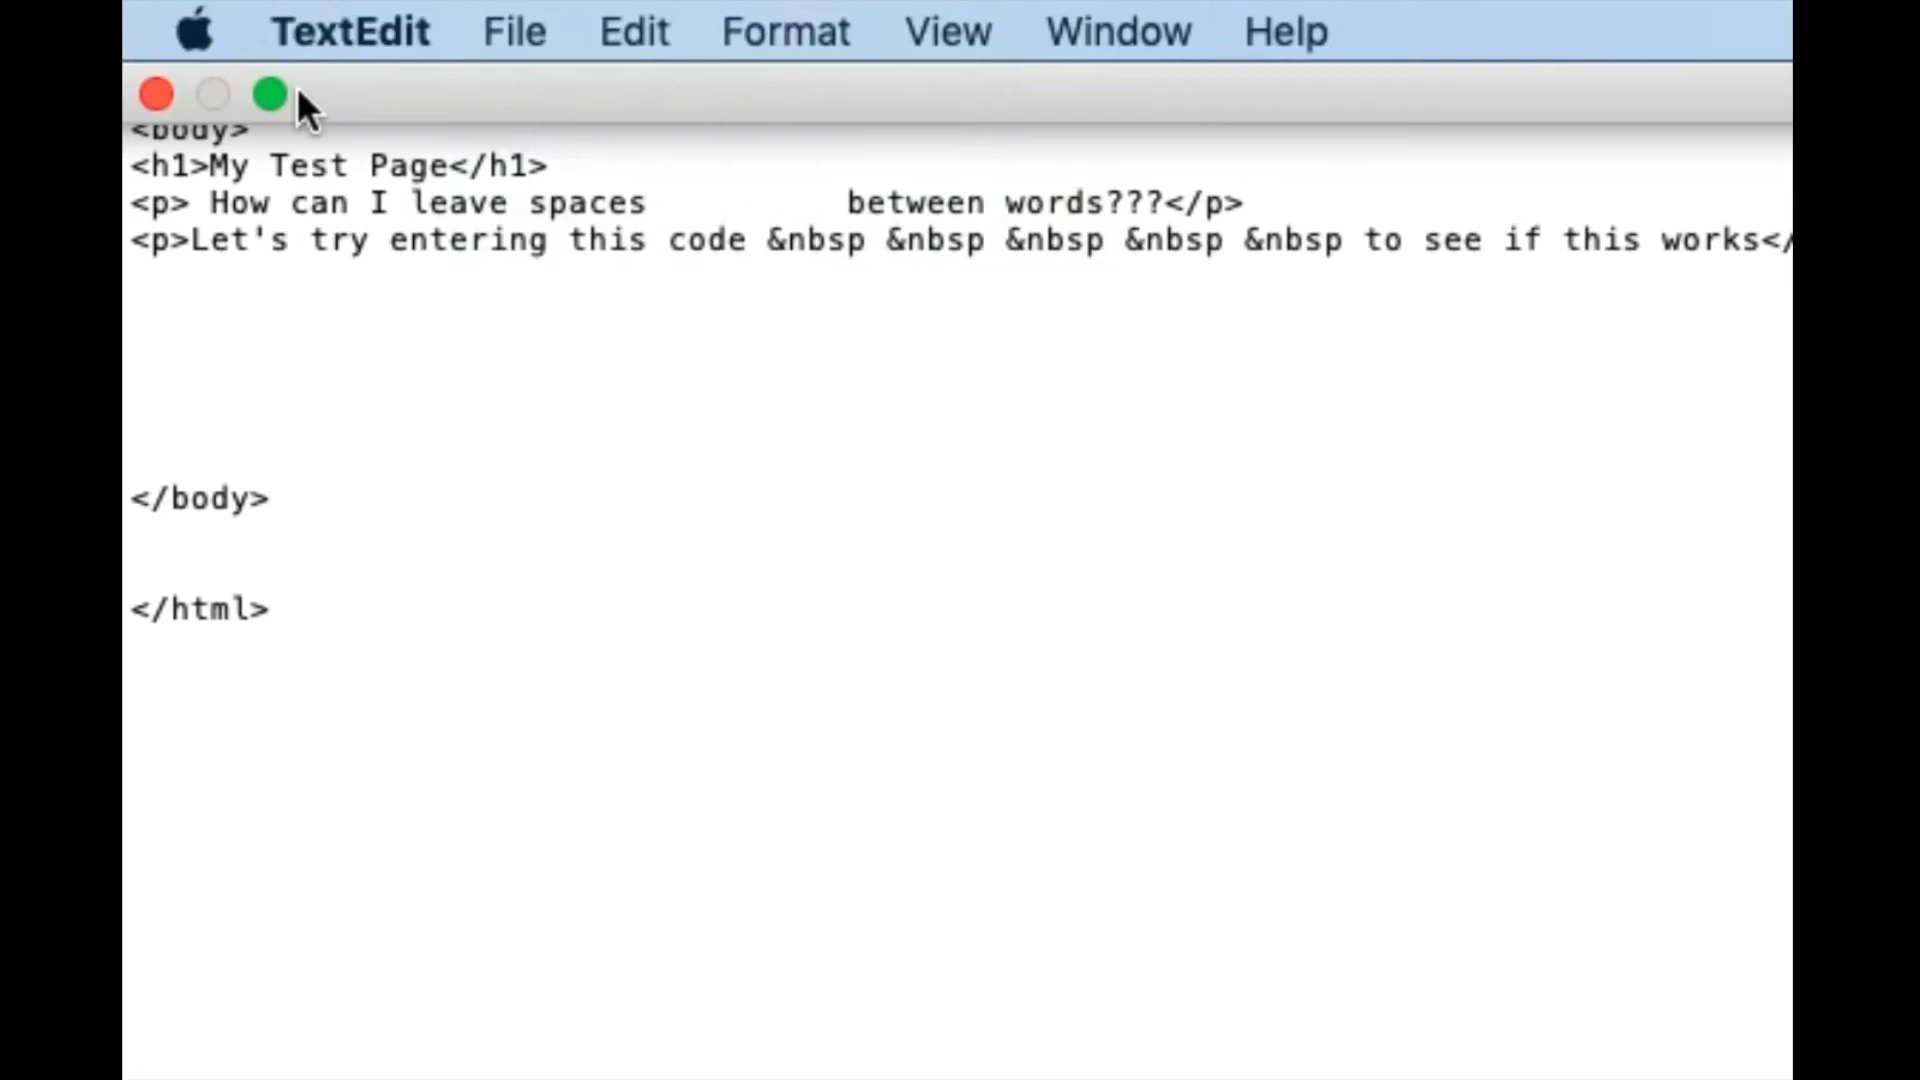 TextEdit File Edit Format View Window Help
<body>
<h1>My Test Page</h1>
<p> How can I leave spaces          between words???</p>
<p>Let's try entering this code &nbsp &nbsp &nbsp &nbsp &nbsp to see if this works</
</body>
</html>